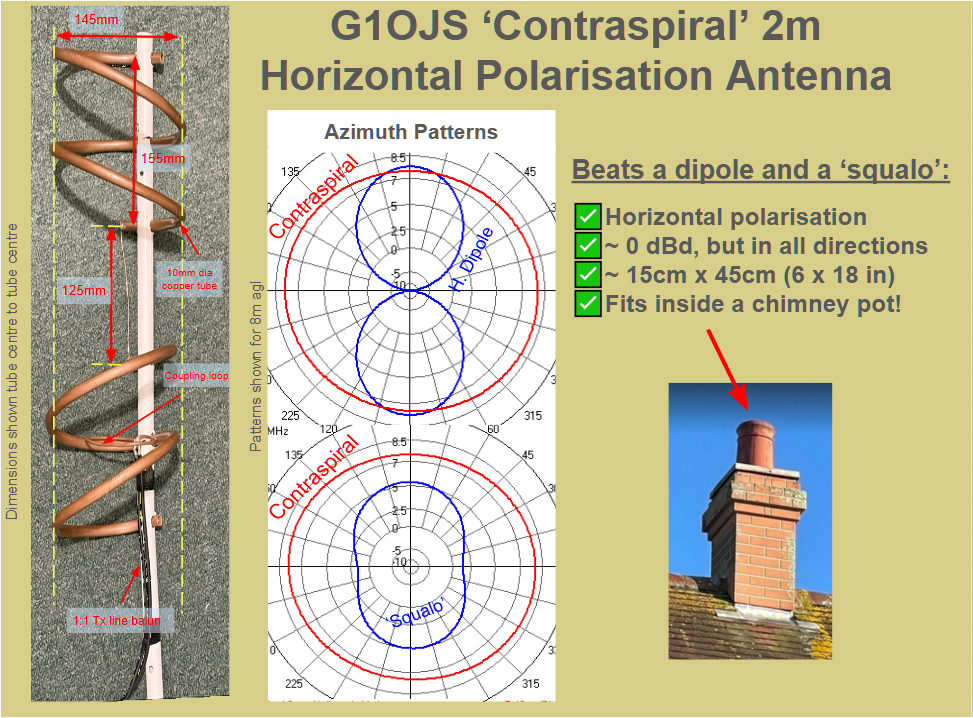 G1OJS ‘Contraspiral’ 2m
Horizontal Polarisation Antenna
145mm
155mm
10mm dia
copper tube
125mm
Coupling loop
1:1 Tx line balun
Dimensions shown tube centre to tube centre
Azimuth Patterns
Patterns shown for 8m agl
135
45
8.5
7
5
2.5
0
-5
-10
Contraspiral
H. Dipole
225
315
MHz
120
60
135
45
8.5
7
5
2.5
0
-5
-10
Contraspiral
‘Squalo’
225
315
Beats a dipole and a ‘squalo’:
Horizontal polarisation
~ 0 dBd, but in all directions
~ 15cm x 45cm (6 x 18 in)
Fits inside a chimney pot!